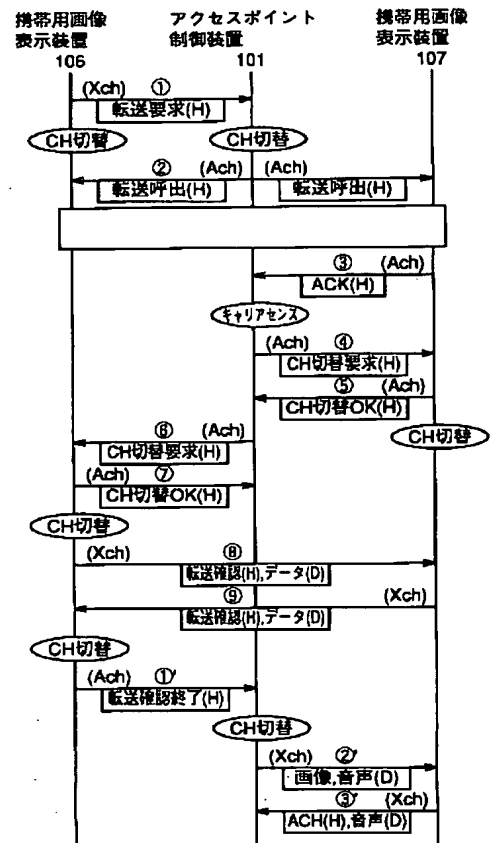 携帯用画像
表示装置
106
アクセスポイント
制御装置
101
携帯用画像
表示装置
107
(Xch) ①
転送要求(H)
CH切替
CH切替
② (Ach)
転送呼出(H)
(Ach)
転送呼出(H)
③ (Ach)
ACK(H)
キャリアセンス
(Ach) ④
CH切替要求(H)
⑤ (Ach)
CH切替OK(H)
CH切替
⑥ (Ach)
CH切替要求(H)
(Ach) ⑦
CH切替OK(H)
CH切替
(Xch) ⑧
転送確認(H),データ(D)
⑨ (Xch)
転送確認(H),データ(D)
CH切替
(Ach) ①'
転送確認終了(H)
CH切替
(Xch) ②'
画像,音声(D)
③' (Xch)
ACH(H),音声(D)